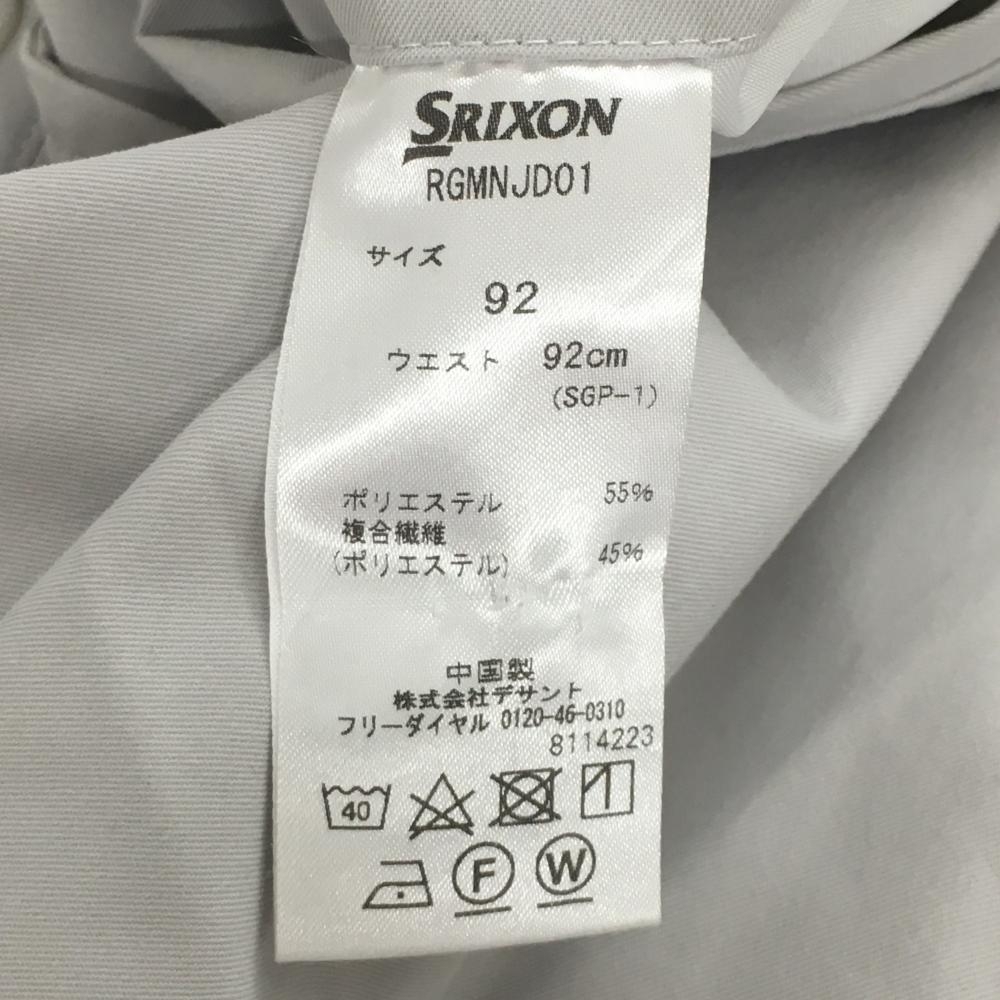 SRIXON
RGMNJD01
サイズ
92
ウエスト 92cm
(SGP-1)
ポリエステル 55%
複合繊維
(ポリエステル) 45%
中国製
株式会社デサント
フリーダイヤル 0120-46-0310
8114223
40
F W